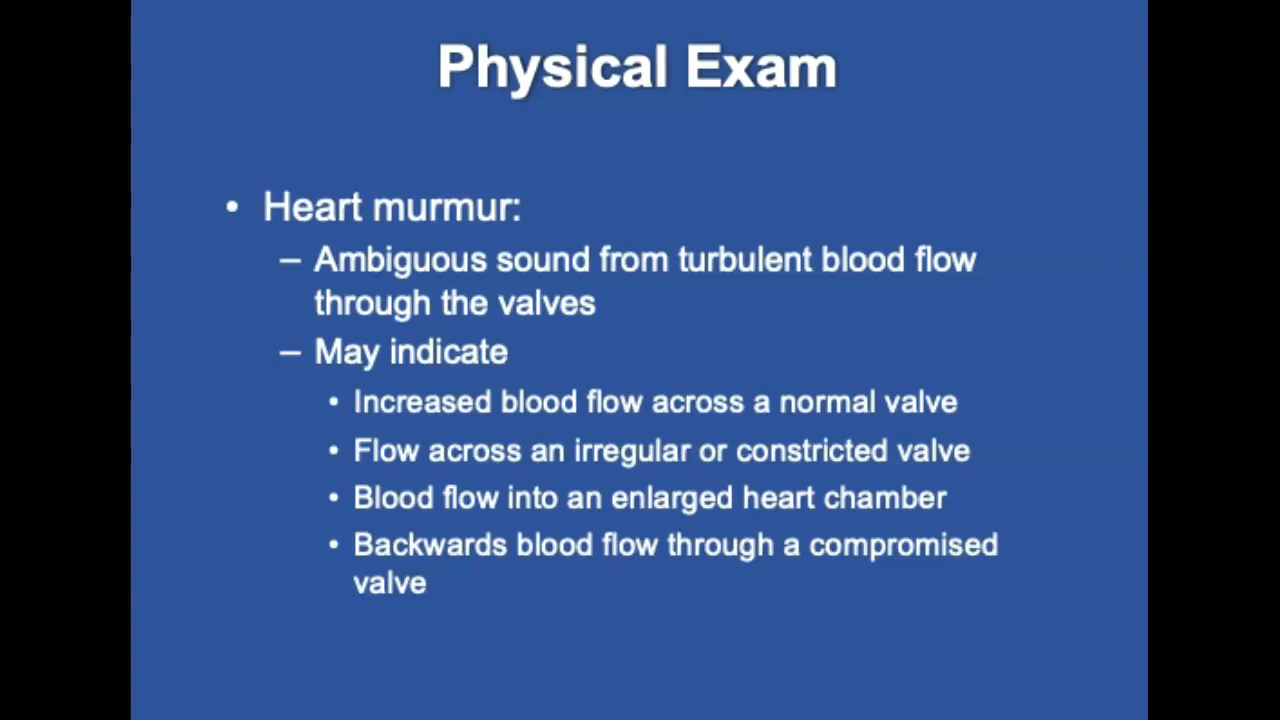 Physical Exam
• Heart murmur:
– Ambiguous sound from turbulent blood flow
through the valves
– May indicate
• Increased blood flow across a normal valve
• Flow across an irregular or constricted valve
• Blood flow into an enlarged heart chamber
• Backwards blood flow through a compromised
valve